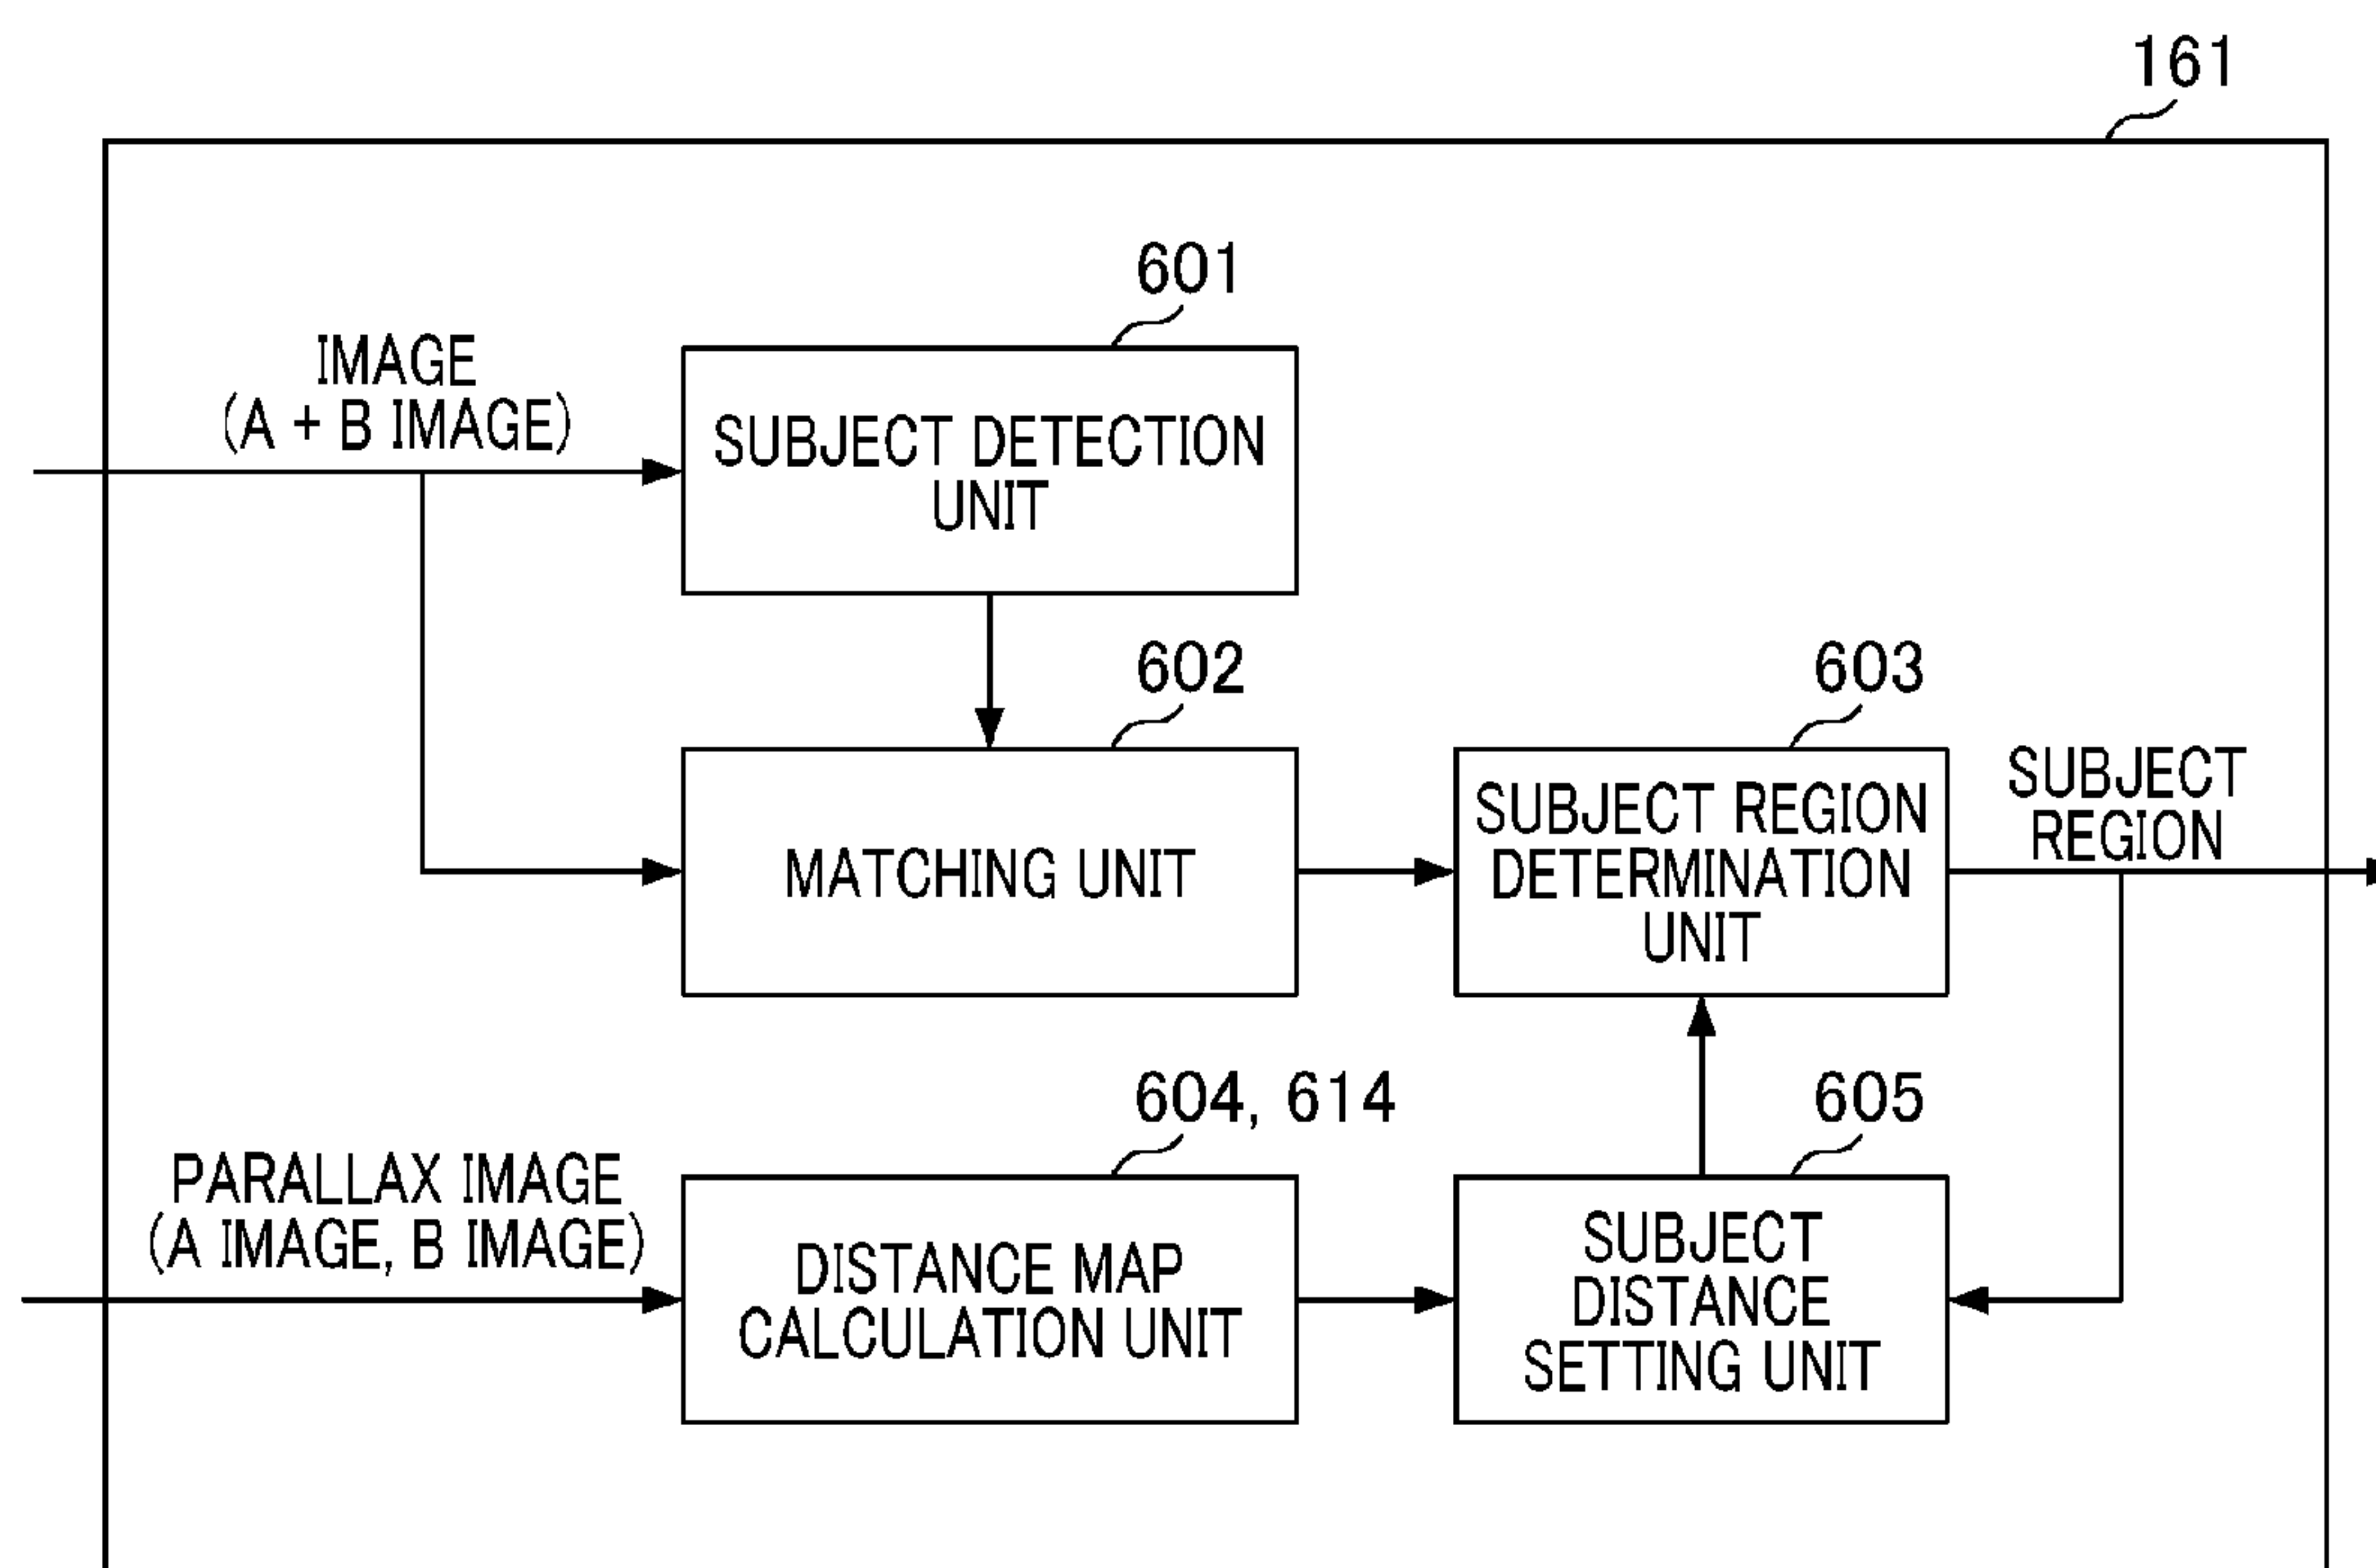 161
601
IMAGE
(A + B IMAGE)
SUBJECT DETECTION
UNIT
602
603
MATCHING UNIT
SUBJECT REGION
DETERMINATION
UNIT
SUBJECT
REGION
604, 614
605
PARALLAX IMAGE
(A IMAGE, B IMAGE)
DISTANCE MAP
CALCULATION UNIT
SUBJECT
DISTANCE
SETTING UNIT